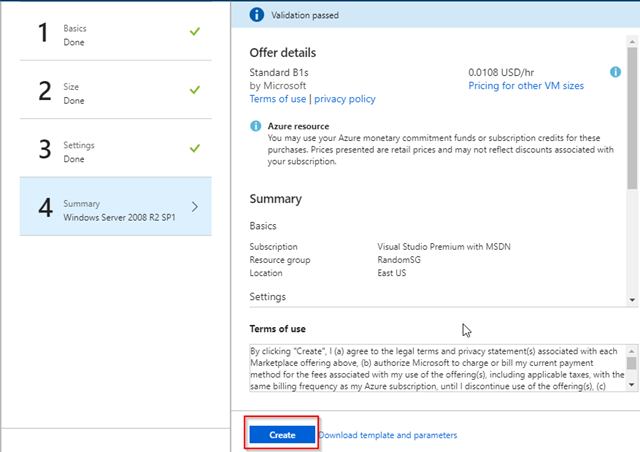 1
Basics
Done
2
Size
Done
3
Settings
Done
4
Summary
Windows Server 2008 R2 SP1
Validation passed
Offer details
Standard B1s
by Microsoft
Terms of use | privacy policy
0.0108 USD/hr
Pricing for other VM sizes
Azure resource
You may use your Azure monetary commitment funds or subscription credits for these
purchases. Prices presented are retail prices and may not reflect discounts associated with
your subscription.
Summary
Basics
Subscription Visual Studio Premium with MSDN
Resource group RandomSG
Location East US
Settings
Terms of use
By clicking "Create", I (a) agree to the legal terms and privacy statement(s) associated with each
Marketplace offering above, (b) authorize Microsoft to charge or bill my current payment
method for the fees associated with my use of the offering(s), including applicable taxes, with the
same billing frequency as my Azure subscription, until I discontinue use of the offering(s), (c)
Create
Download template and parameters